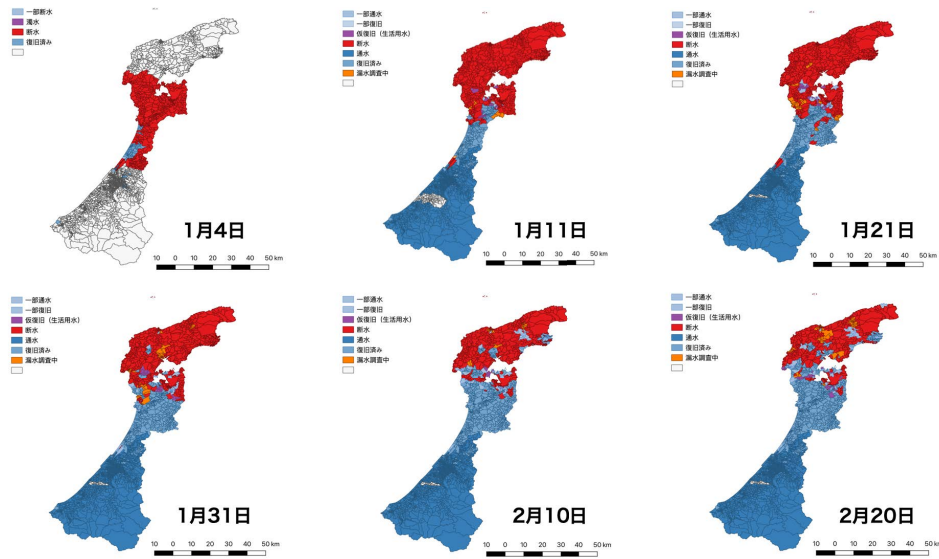 一部断水
濁水
断水
復旧済み
1月4日
10 0 10 20 30 40 50 km
一部通水
一部復旧
仮復旧（生活用水）
断水
通水
復旧済み
漏水調査中
1月11日
10 0 10 20 30 40 50 km
一部通水
一部復旧
仮復旧（生活用水）
断水
通水
復旧済み
漏水調査中
1月21日
10 0 10 20 30 40 50 km
一部通水
一部復旧
仮復旧（生活用水）
断水
通水
復旧済み
漏水調査中
1月31日
10 0 10 20 30 40 50 km
一部通水
一部復旧
仮復旧（生活用水）
断水
通水
復旧済み
漏水調査中
2月10日
10 0 10 20 30 40 50 km
一部通水
一部復旧
仮復旧（生活用水）
断水
通水
復旧済み
漏水調査中
2月20日
10 0 10 20 30 40 50 k